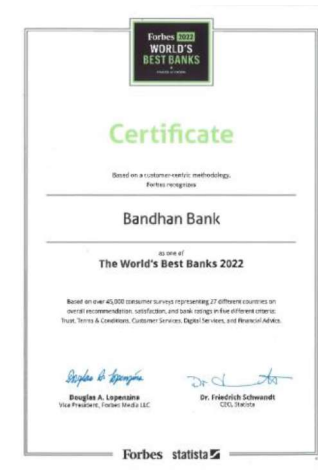 Forbes 2022
WORLD'S
BEST BANKS
Certificate
Based on a customer-centric methodology,
Forbes recognizes
Bandhan Bank
as one of
The World's Best Banks 2022
Based on over 45,000 consumer surveys representing 27 different countries on
overall recommendation, satisfaction, and bank ratings in five different criteria:
Trust, Terms & Conditions, Customer Services, Digital Services, and Financial Advice.
Douglas A. Lopenzina
Vice President, Forbes Media LLC
Dr. Friedrich Schwandt
CEO, Statista
Forbes statista